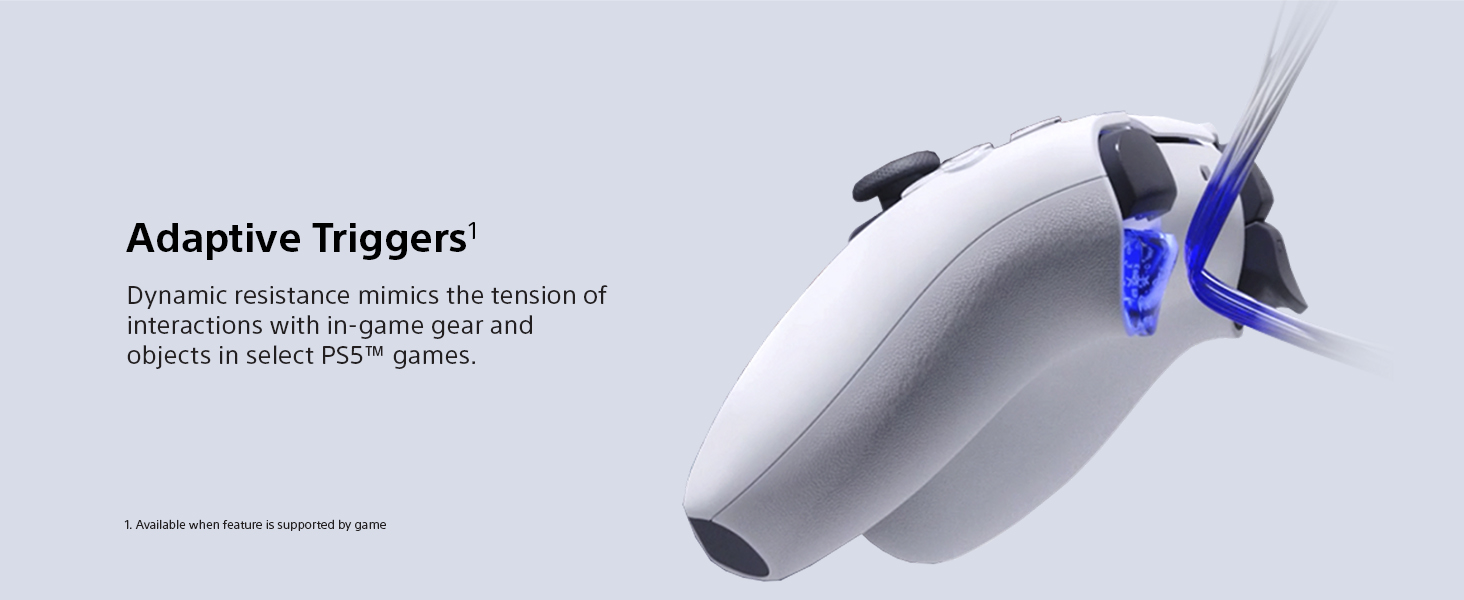 Adaptive Triggers¹
Dynamic resistance mimics the tension of
interactions with in-game gear and
objects in select PS5™ games.
1. Available when feature is supported by game